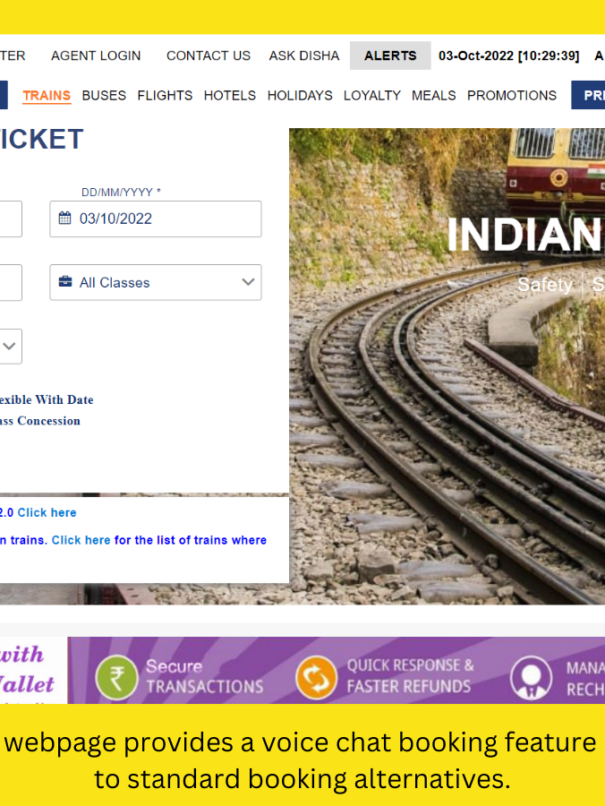 TER AGENT LOGIN CONTACT US ASK DISHA ALERTS 03-Oct-2022 [10:29:39] A
TRAINS BUSES FLIGHTS HOTELS HOLIDAYS LOYALTY MEALS PROMOTIONS PR
ICKET
DD/MM/YYYY *
03/10/2022
INDIAN
All Classes
Safety | S
exible With Date
ass Concession
2.0 Click here
n trains. Click here for the list of trains where
with
Wallet
Secure
TRANSACTIONS
QUICK RESPONSE &
FASTER REFUNDS
MANA
RECH
webpage provides a voice chat booking feature
to standard booking alternatives.